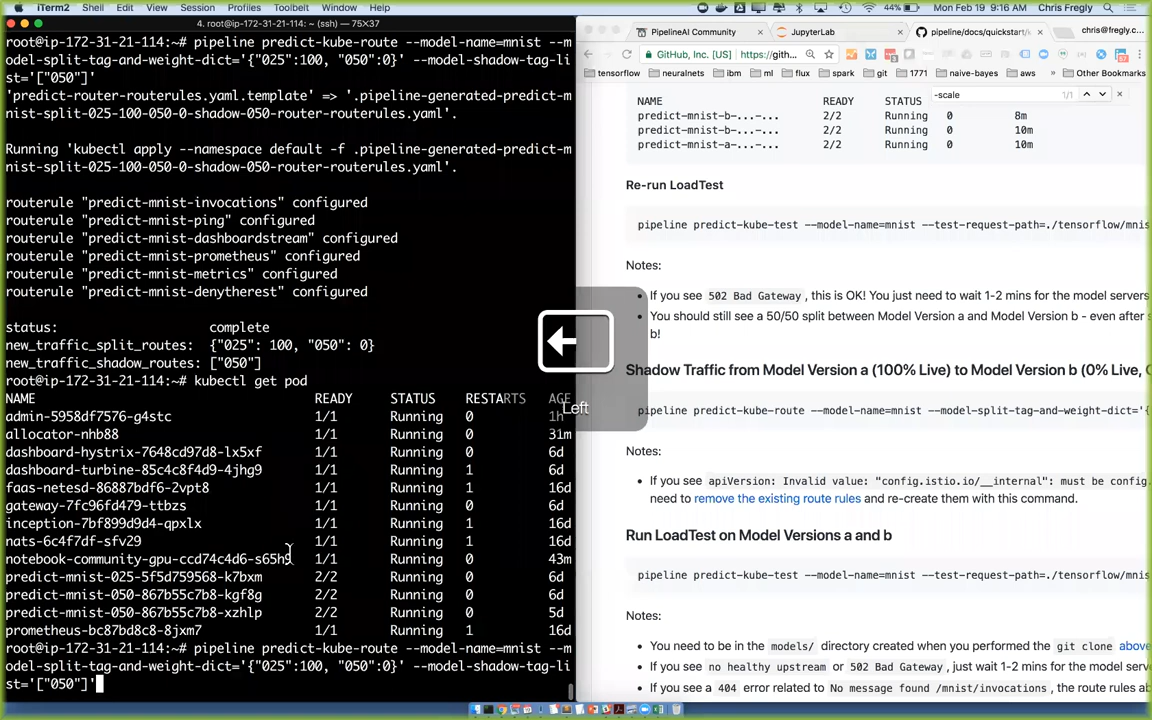 iTerm2 Shell Edit View Session Profiles Toolbelt Window Help 44% Mon Feb 19 9:16 AM Chris Fregly
4. root@ip-172-31-21-114: ~ (ssh) — 75×37
root@ip-172-31-21-114:~# pipeline predict-kube-route --model-name=mnist --m
odel-split-tag-and-weight-dict='{"025":100, "050":0}' --model-shadow-tag-li
st='["050"]'
'predict-router-routerules.yaml.template' => '.pipeline-generated-predict-m
nist-split-025-100-050-0-shadow-050-router-routerules.yaml'.
Running 'kubectl apply --namespace default -f .pipeline-generated-predict-m
nist-split-025-100-050-0-shadow-050-router-routerules.yaml'.
routerule "predict-mnist-invocations" configured
routerule "predict-mnist-ping" configured
routerule "predict-mnist-dashboardstream" configured
routerule "predict-mnist-prometheus" configured
routerule "predict-mnist-metrics" configured
routerule "predict-mnist-denytherest" configured
status: complete
new_traffic_split_routes: {"025": 100, "050": 0}
new_traffic_shadow_routes: ["050"]
root@ip-172-31-21-114:~# kubectl get pod
NAME READY STATUS RESTARTS AGE
admin-5958df7576-g4stc 1/1 Running 0 1h
allocator-nhb88 1/1 Running 0 31m
dashboard-hystrix-7648cd97d8-lx5xf 1/1 Running 0 6d
dashboard-turbine-85c4c8f4d9-4jhg9 1/1 Running 1 6d
faas-netesd-86887bdf6-2vpt8 1/1 Running 1 16d
gateway-7fc96fd479-ttbzs 1/1 Running 0 6d
inception-7bf899d9d4-qpxlx 1/1 Running 1 16d
nats-6c4f7df-sfv29 1/1 Running 1 16d
notebook-community-gpu-ccd74c4d6-s65h 1/1 Running 0 43m
predict-mnist-025-5f5d759568-k7bxm 2/2 Running 0 6d
predict-mnist-050-867b55c7b8-kgf8g 2/2 Running 0 6d
predict-mnist-050-867b55c7b8-xzhlp 2/2 Running 0 5d
prometheus-bc87bd8c8-8jxm7 1/1 Running 1 16d
root@ip-172-31-21-114:~# pipeline predict-kube-route --model-name=mnist --m
odel-split-tag-and-weight-dict='{"025":100, "050":0}' --model-shadow-tag-li
st='["050"]'
Left
PipelineAI Community JupyterLab pipeline/docs/quickstart/k chris@fregly.com
GitHub, Inc. [US] https://github.
tensorflow neuralnets ibm ml flux spark git 1771 naive-bayes aws » Other Bookmarks
-scale 1/1
NAME READY STATUS
predict-mnist-b-...-... 2/2 Running 0 8m
predict-mnist-b-...-... 2/2 Running 0 10m
predict-mnist-a-...-... 2/2 Running 0 10m
Re-run LoadTest
pipeline predict-kube-test --model-name=mnist --test-request-path=./tensorflow/mnis
Notes:
If you see 502 Bad Gateway, this is OK! You just need to wait 1-2 mins for the model servers
You should still see a 50/50 split between Model Version a and Model Version b - even after
b!
Shadow Traffic from Model Version a (100% Live) to Model Version b (0% Live,
pipeline predict-kube-route --model-name=mnist --model-split-tag-and-weight-dict='{
Notes:
If you see apiVersion: Invalid value: "config.istio.io/__internal": must be config.
need to remove the existing route rules and re-create them with this command.
Run LoadTest on Model Versions a and b
pipeline predict-kube-test --model-name=mnist --test-request-path=./tensorflow/mnis
Notes:
You need to be in the models/ directory created when you performed the git clone above
If you see no healthy upstream or 502 Bad Gateway, just wait 1-2 mins for the model serve
If you see a 404 error related to No message found /mnist/invocations, the route rules ab